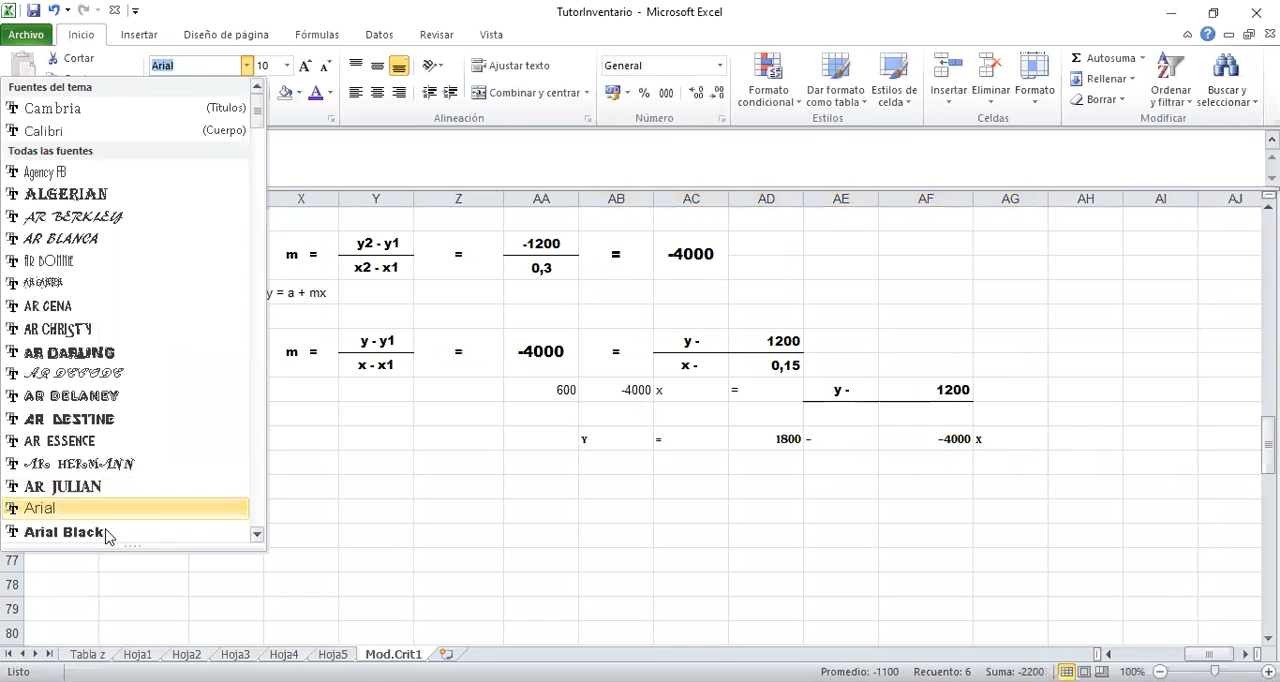 TutorInventario - Microsoft Excel
Archivo Inicio Insertar Diseño de página Fórmulas Datos Revisar Vista
Cortar
Arial 10
Ajustar texto
Combinar y centrar
General
% 000
Formato condicional
Dar formato como tabla
Estilos de celda
Insertar Eliminar Formato
Autosuma
Rellenar
Borrar
Ordenar y filtrar
Buscar y seleccionar
Alineación Número Estilos Celdas Modificar
Fuentes del tema
Cambria (Títulos)
Calibri (Cuerpo)
Todas las fuentes
Agency FB
ALGERIAN
AR BERKLEY
AR BLANCA
AR BONNIE
AR CENA
AR CHRISTY
AR DARLING
AR DECODE
AR DELANEY
AR DESTINE
AR ESSENCE
AR HERMANN
AR JULIAN
Arial
Arial Black
X Y Z AA AB AC AD AE AF AG AH AI AJ
m = y2 - y1 = -1200 = -4000
x2 - x1 0,3
y = a + mx
m = y - y1 = -4000 = y - 1200
x - x1 x - 0,15
600 -4000 x = y - 1200
Y = 1800 - -4000 X
77
78
79
80
Tabla z Hoja1 Hoja2 Hoja3 Hoja4 Hoja5 Mod.Crit1
Listo Promedio: -1100 Recuento: 6 Suma: -2200 100%